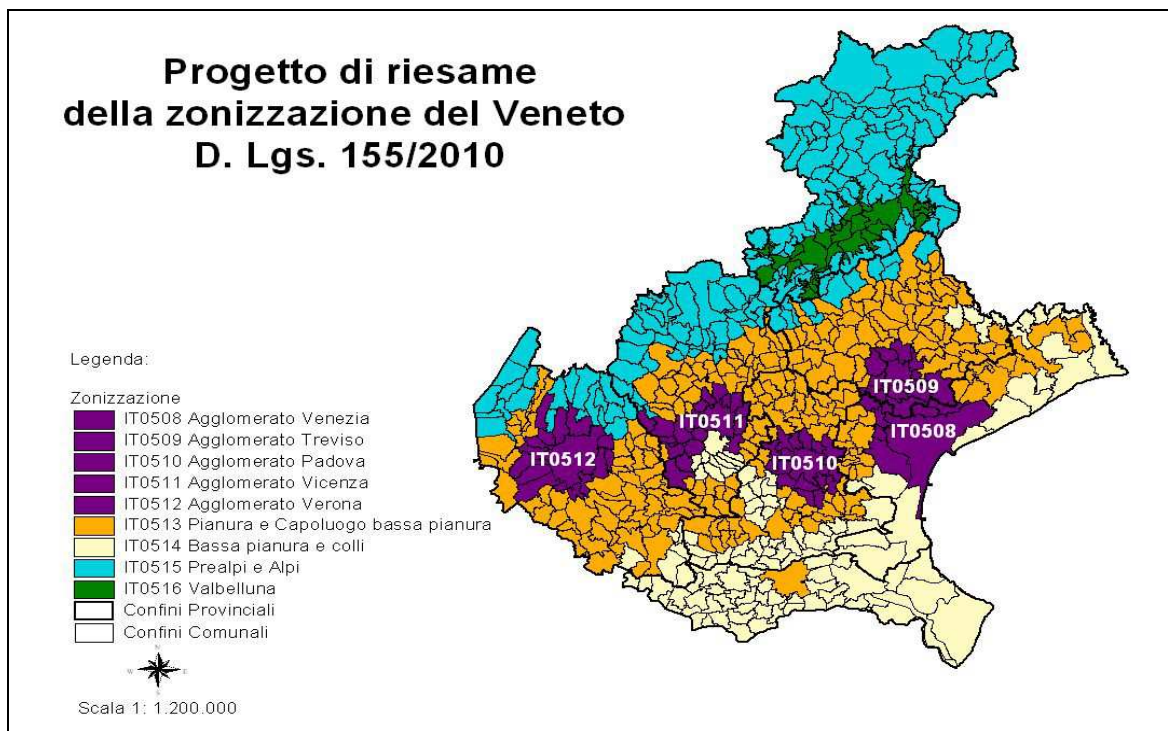 Progetto di riesame
della zonizzazione del Veneto
D. Lgs. 155/2010
IT0509
IT0511
IT0508
IT0512
IT0510
Legenda:
Zonizzazione
IT0508 Agglomerato Venezia
IT0509 Agglomerato Treviso
IT0510 Agglomerato Padova
IT0511 Agglomerato Vicenza
IT0512 Agglomerato Verona
IT0513 Pianura e Capoluogo bassa pianura
IT0514 Bassa pianura e colli
IT0515 Prealpi e Alpi
IT0516 Valbelluna
Confini Provinciali
Confini Comunali
N
W
E
S
Scala 1: 1.200.000